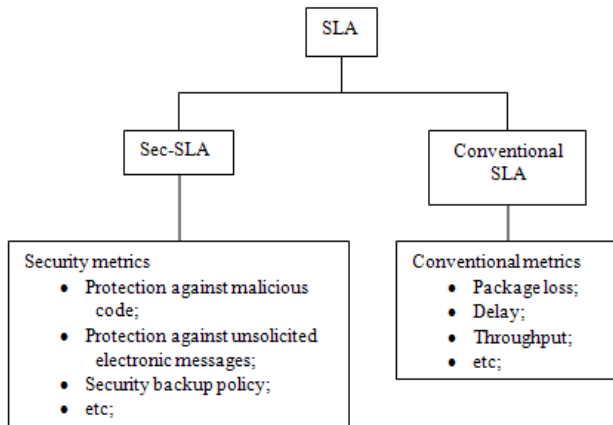 SLA
Sec-SLA
Conventional
SLA
Security metrics
• Protection against malicious
code;
• Protection against unsolicited
electronic messages;
• Security backup policy;
• etc;
Conventional metrics
• Package loss;
• Delay;
• Throughput;
• etc;